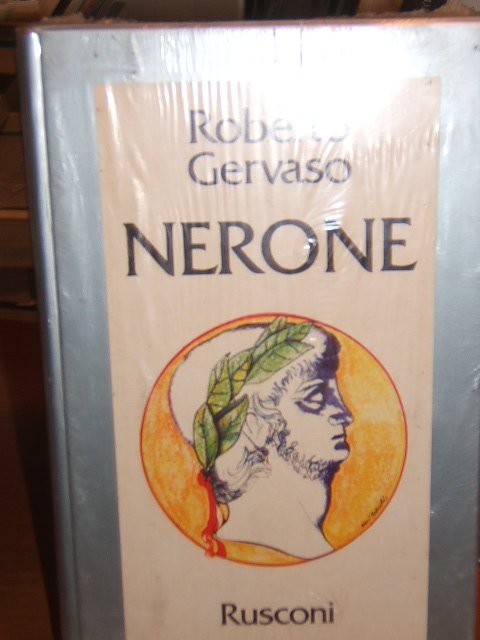 Roberto
Gervaso
NERONE
Rusconi